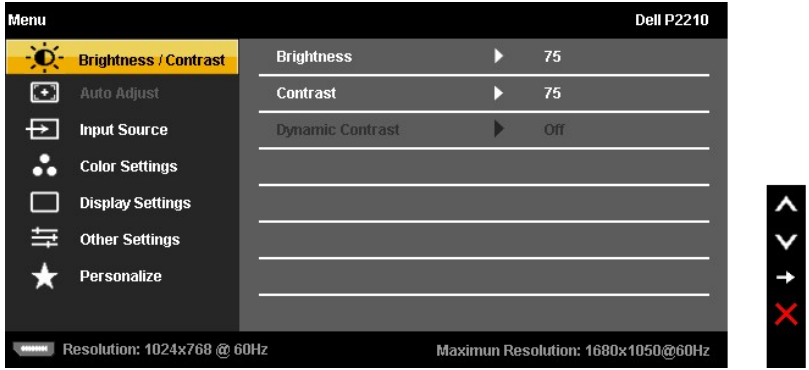 Menu Dell P2210
Brightness / Contrast Brightness 75
Auto Adjust Contrast 75
Input Source Dynamic Contrast Off
Color Settings
Display Settings
Other Settings
Personalize
Resolution: 1024x768 @ 60Hz Maximun Resolution: 1680x1050@60Hz